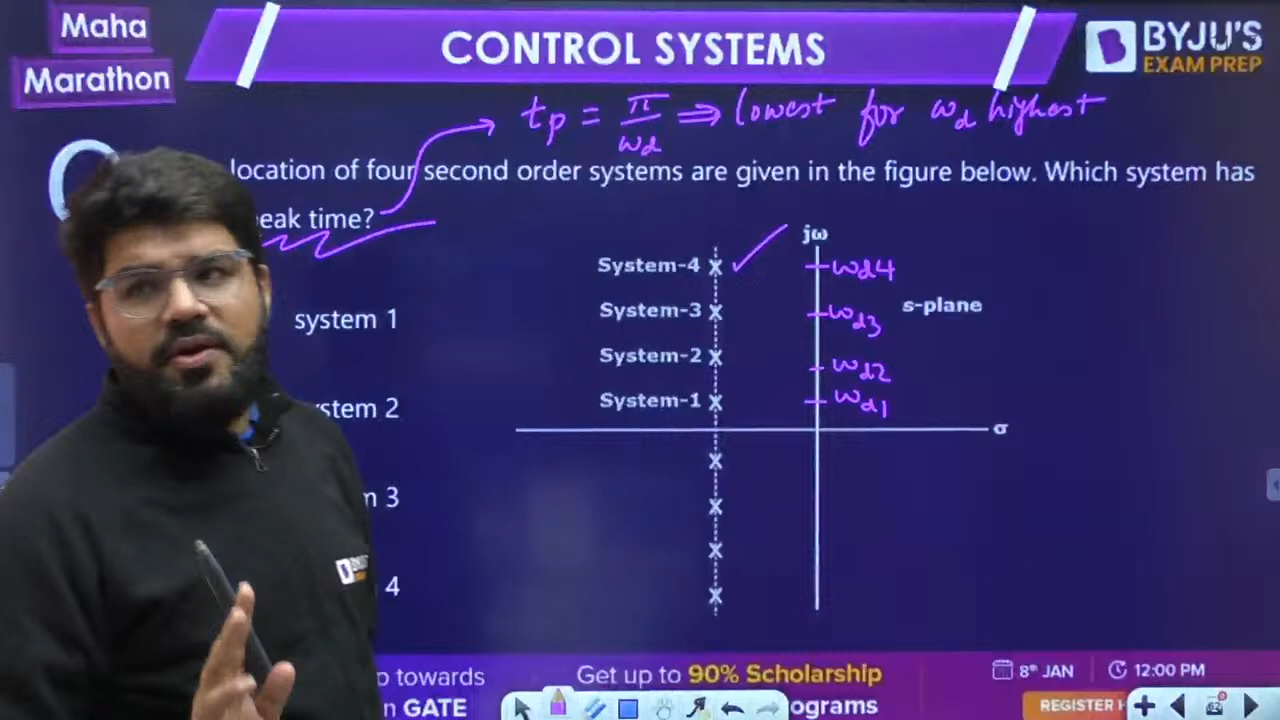 Maha
Marathon
CONTROL SYSTEMS
BYJU'S
EXAM PREP
tp = π/ωd ⇒ lowest for ωd highest
location of four second order systems are given in the figure below. Which system has
peak time?
jω
System-4
ωd4
System-3
ωd3
s-plane
system 1
System-2
ωd2
System-1
ωd1
system 2
σ
3
4
towards
GATE
Get up to 90% Scholarship
8th JAN
12:00 PM
REGISTER